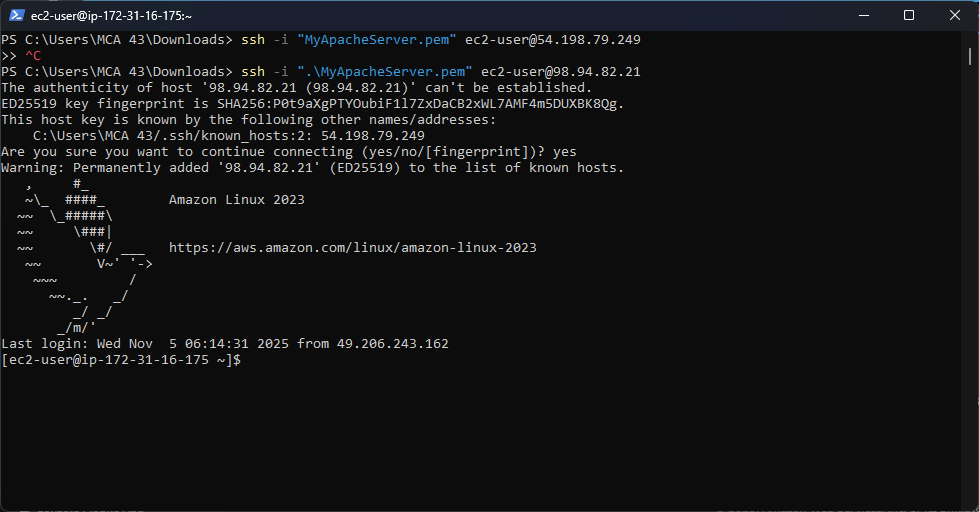 ec2-user@ip-172-31-16-175:~
PS C:\Users\MCA 43\Downloads> ssh -i "MyApacheServer.pem" ec2-user@54.198.79.249
>> ^C
PS C:\Users\MCA 43\Downloads> ssh -i ".\MyApacheServer.pem" ec2-user@98.94.82.21
The authenticity of host '98.94.82.21 (98.94.82.21)' can't be established.
ED25519 key fingerprint is SHA256:P0t9aXgPTYOubiF1l7ZxDaCB2xWL7AMF4m5DUXBK8Qg.
This host key is known by the following other names/addresses:
    C:\Users\MCA 43/.ssh/known_hosts:2: 54.198.79.249
Are you sure you want to continue connecting (yes/no/[fingerprint])? yes
Warning: Permanently added '98.94.82.21' (ED25519) to the list of known hosts.
   ,     #_
   ~\_  ####_        Amazon Linux 2023
  ~~  \_#####\
  ~~     \###|
  ~~       \#/ ___   https://aws.amazon.com/linux/amazon-linux-2023
   ~~       V~' '->
    ~~~         /
      ~~._.   _/
         _/ _/
       _/m/'
Last login: Wed Nov  5 06:14:31 2025 from 49.206.243.162
[ec2-user@ip-172-31-16-175 ~]$